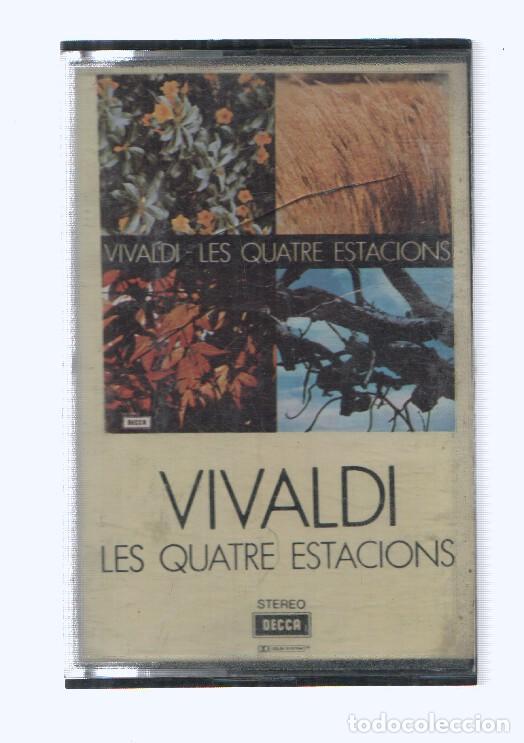 VIVALDI - LES QUATRE ESTACIONS
DECCA
VIVALDI
LES QUATRE ESTACIONS
STEREO
DECCA
todocoleccion